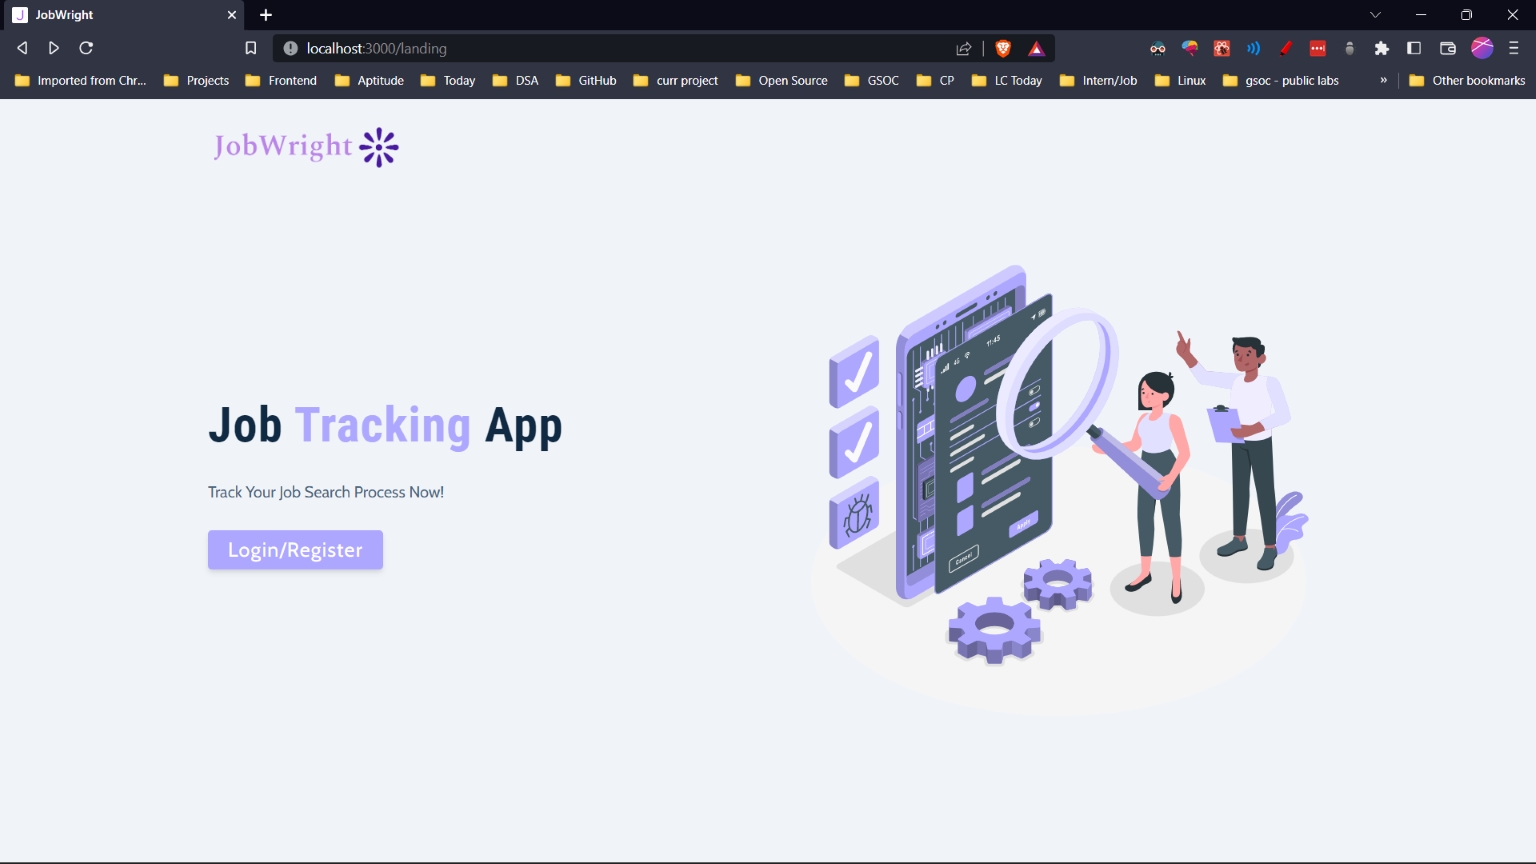 JobWright
localhost:3000/landing
Imported from Chr... Projects Frontend Aptitude Today DSA GitHub curr project Open Source GSOC CP LC Today Intern/Job Linux gsoc - public labs » Other bookmarks
JobWright
11:45
4G
Job Tracking App
Track Your Job Search Process Now!
Login/Register
Apply
Cancel